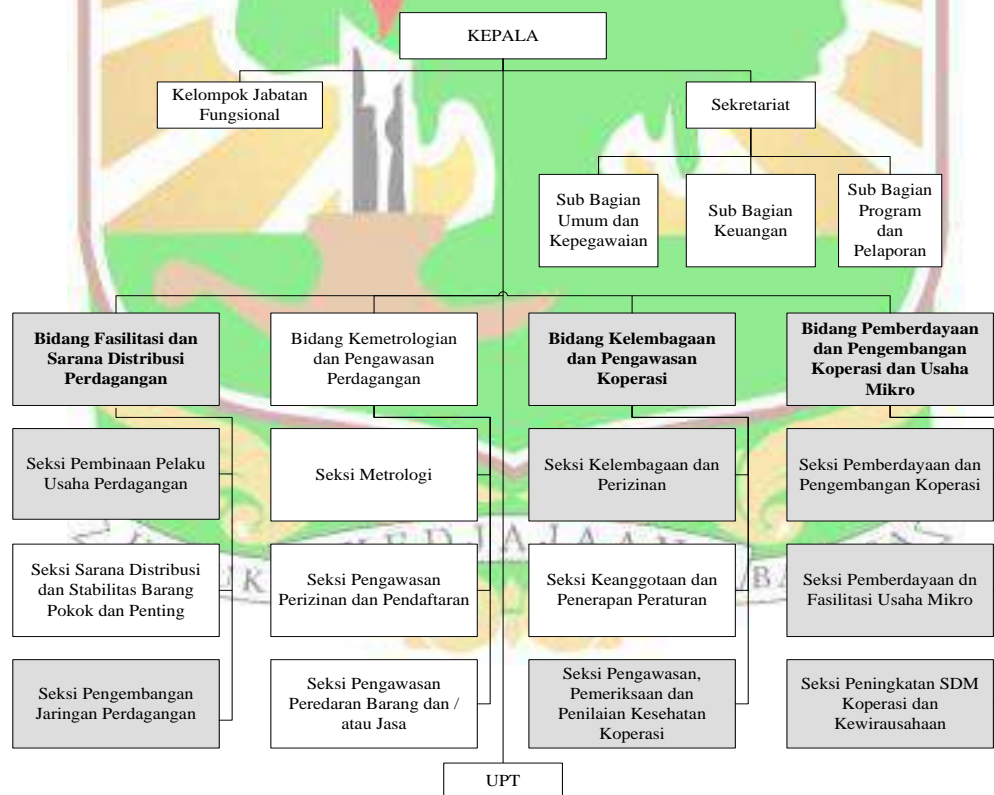 KEPALA
Kelompok Jabatan
Fungsional
Sekretariat
Sub Bagian
Umum dan
Kepegawaian
Sub Bagian
Keuangan
Sub Bagian
Program
dan
Pelaporan
Bidang Fasilitasi dan
Sarana Distribusi
Perdagangan
Bidang Kemetrologian
dan Pengawasan
Perdagangan
Bidang Kelembagaan
dan Pengawasan
Koperasi
Bidang Pemberdayaan
dan Pengembangan
Koperasi dan Usaha
Mikro
Seksi Pembinaan Pelaku
Usaha Perdagangan
Seksi Metrologi
Seksi Kelembagaan dan
Perizinan
Seksi Pemberdayaan dan
Pengembangan Koperasi
Seksi Sarana Distribusi
dan Stabilitas Barang
Pokok dan Penting
Seksi Pengawasan
Perizinan dan Pendaftaran
Seksi Keanggotaan dan
Penerapan Peraturan
Seksi Pemberdayaan dn
Fasilitasi Usaha Mikro
Seksi Pengembangan
Jaringan Perdagangan
Seksi Pengawasan
Peredaran Barang dan /
atau Jasa
Seksi Pengawasan,
Pemeriksaan dan
Penilaian Kesehatan
Koperasi
Seksi Peningkatan SDM
Koperasi dan
Kewirausahaan
UPT